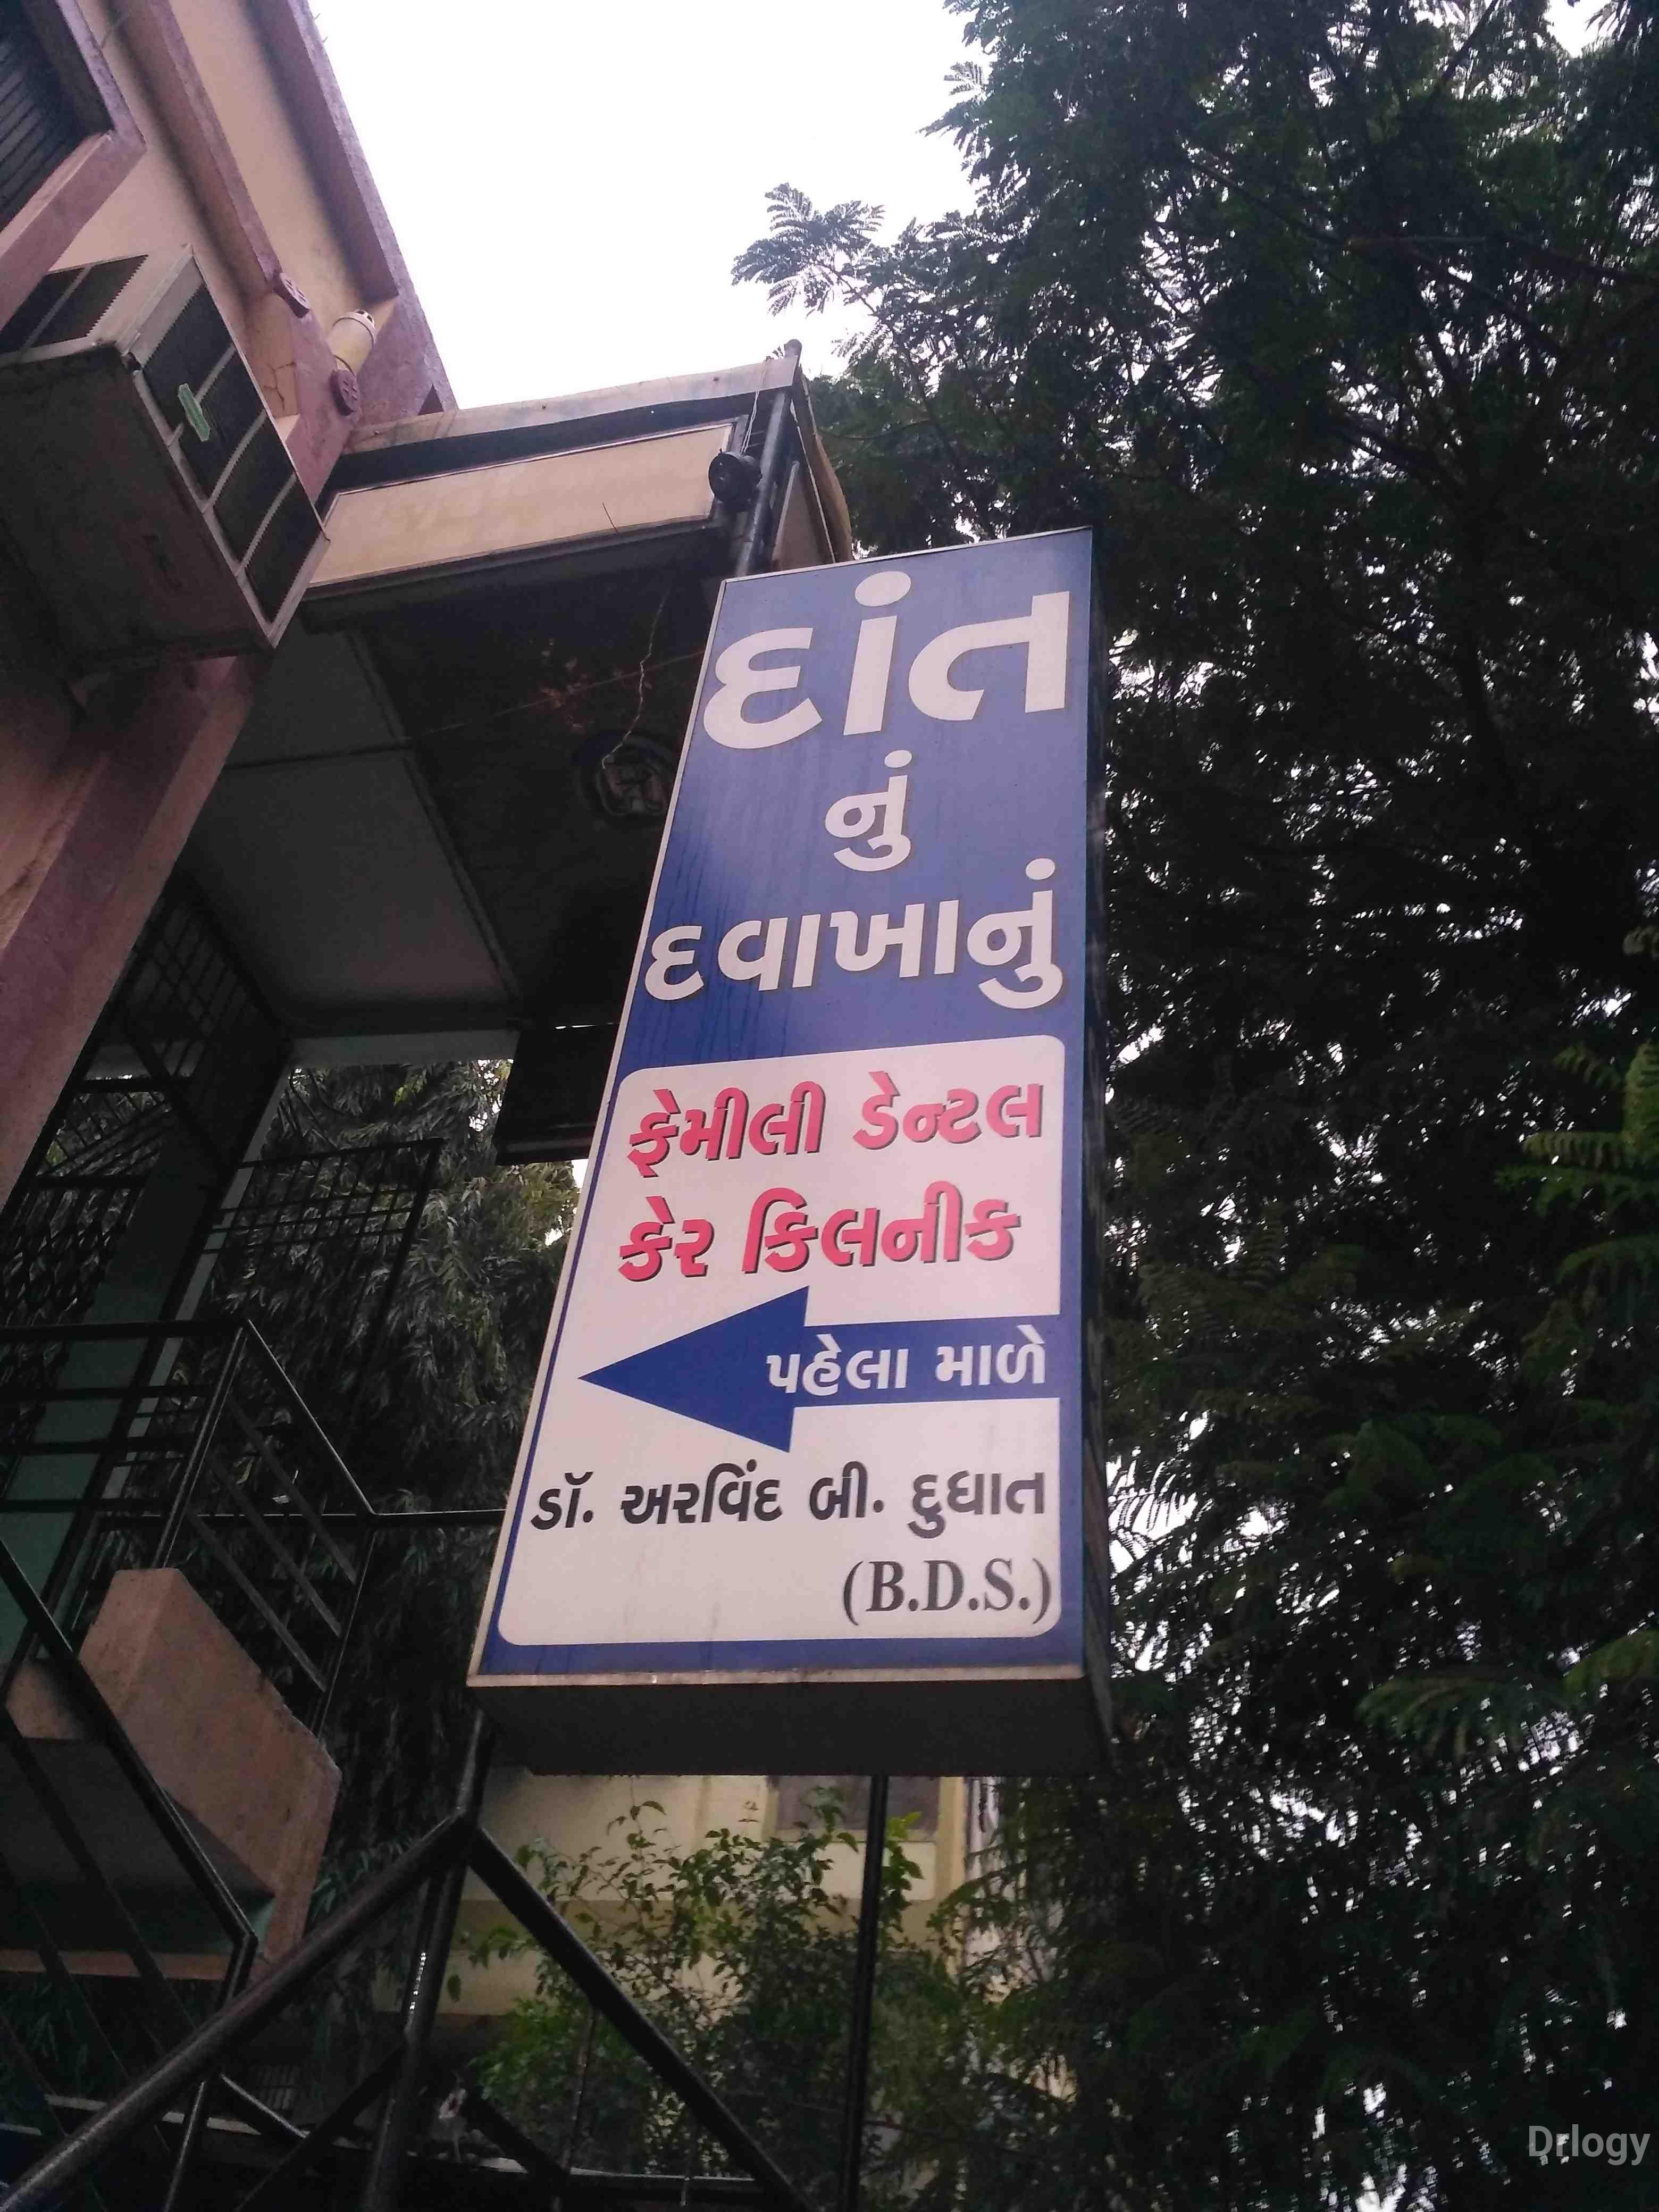 દાંત
નું
દવાખાનું
ફેમીલી ડેન્ટલ
કેર કિલનીક
પહેલા માળે
ડૉ. અરવિંદ બી. દુધાત
(B.D.S.)
Drlogy